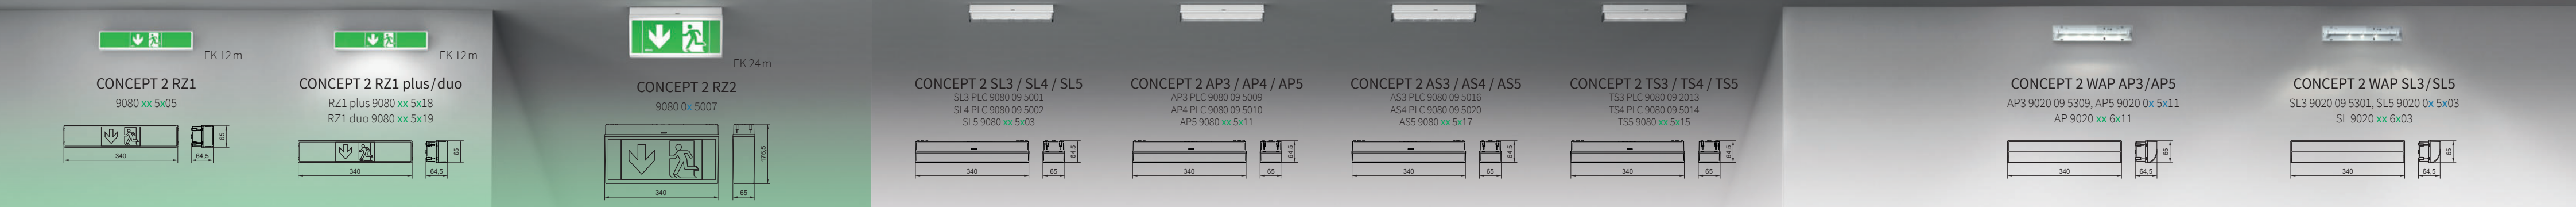 EK 12 m
CONCEPT 2 RZ1
9080 xx 5x05
65
340
64,5
EK 12 m
CONCEPT 2 RZ1 plus/duo
RZ1 plus 9080 xx 5x18
RZ1 duo 9080 xx 5x19
65
340
64,5
EK 24 m
CONCEPT 2 RZ2
9080 0x 5007
176,5
340
65
CONCEPT 2 SL3 / SL4 / SL5
SL3 PLC 9080 09 5001
SL4 PLC 9080 09 5002
SL5 9080 xx 5x03
64,5
340
65
CONCEPT 2 AP3 / AP4 / AP5
AP3 PLC 9080 09 5009
AP4 PLC 9080 09 5010
AP5 9080 xx 5x11
64,5
340
65
CONCEPT 2 AS3 / AS4 / AS5
AS3 PLC 9080 09 5016
AS4 PLC 9080 09 5020
AS5 9080 xx 5x17
64,5
340
65
CONCEPT 2 TS3 / TS4 / TS5
TS3 PLC 9080 09 2013
TS4 PLC 9080 09 5014
TS5 9080 xx 5x15
64,5
340
65
CONCEPT 2 WAP AP3/AP5
AP3 9020 09 5309, AP5 9020 0x 5x11
AP 9020 xx 6x11
65
340
64,5
CONCEPT 2 WAP SL3/SL5
SL3 9020 09 5301, SL5 9020 0x 5x03
SL 9020 xx 6x03
65
340
64,5